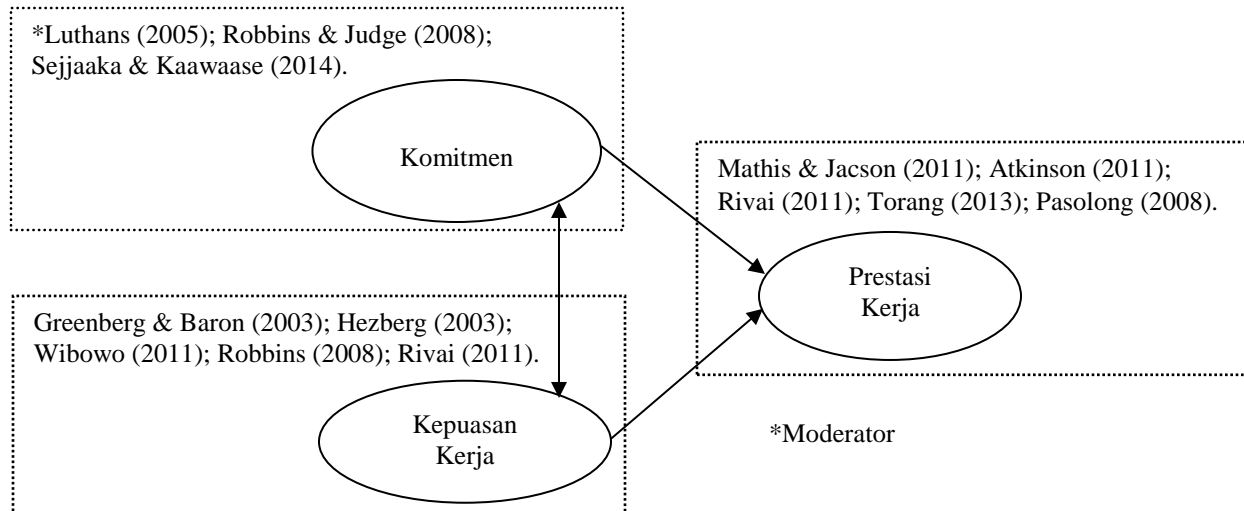 *Luthans (2005); Robbins & Judge (2008);
Sejjaaka & Kaawaase (2014).
Komitmen
Mathis & Jacson (2011); Atkinson (2011);
Rivai (2011); Torang (2013); Pasolong (2008).
Prestasi
Kerja
Greenberg & Baron (2003); Hezberg (2003);
Wibowo (2011); Robbins (2008); Rivai (2011).
Kepuasan
Kerja
*Moderator